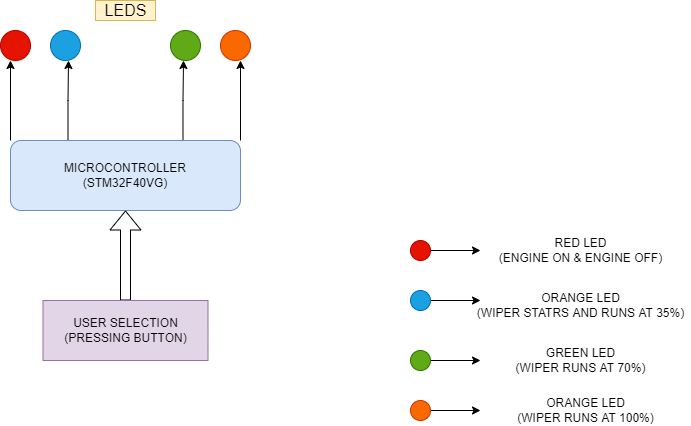 LEDS
MICROCONTROLLER
(STM32F40VG)
USER SELECTION
(PRESSING BUTTON)
RED LED
(ENGINE ON & ENGINE OFF)
ORANGE LED
(WIPER STATRS AND RUNS AT 35%)
GREEN LED
(WIPER RUNS AT 70%)
ORANGE LED
(WIPER RUNS AT 100%)